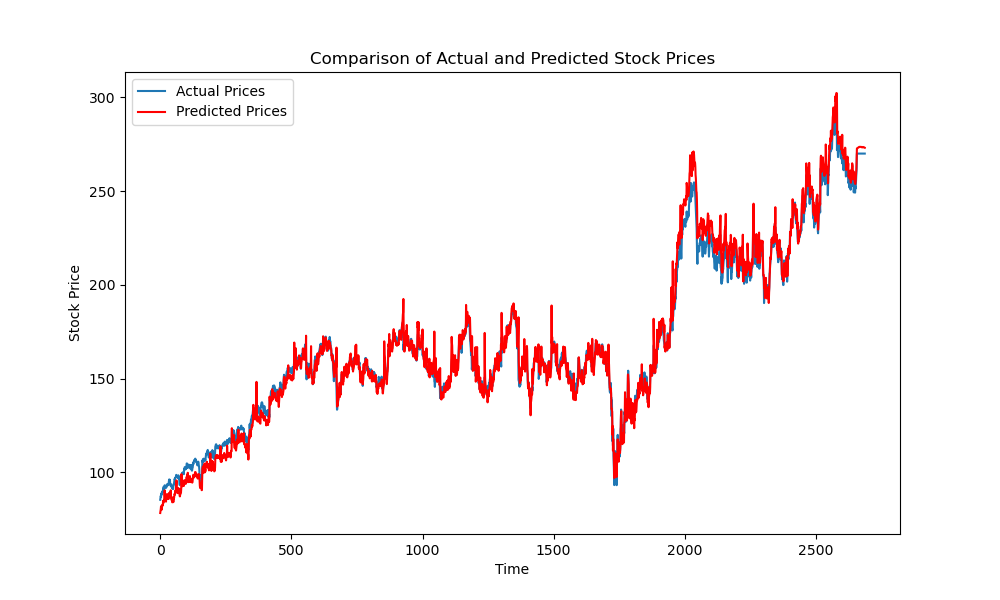 Comparison of Actual and Predicted Stock Prices
Actual Prices
Predicted Prices
300
250
200
150
100
Stock Price
0 500 1000 1500 2000 2500
Time